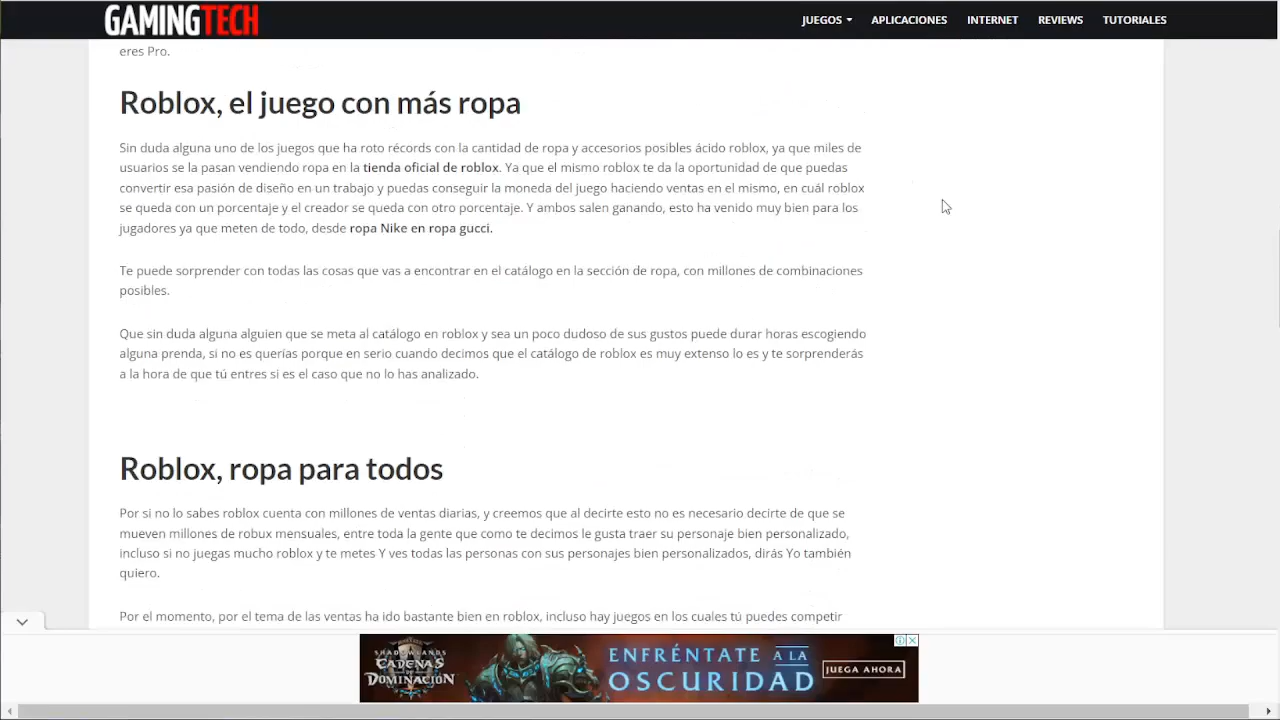 GAMINGTECH
JUEGOS APLICACIONES INTERNET REVIEWS TUTORIALES
eres Pro.
Roblox, el juego con más ropa
Sin duda alguna uno de los juegos que ha roto récords con la cantidad de ropa y accesorios posibles ácido roblox, ya que miles de
usuarios se la pasan vendiendo ropa en la tienda oficial de roblox. Ya que el mismo roblox te da la oportunidad de que puedas
convertir esa pasión de diseño en un trabajo y puedas conseguir la moneda del juego haciendo ventas en el mismo, en cuál roblox
se queda con un porcentaje y el creador se queda con otro porcentaje. Y ambos salen ganando, esto ha venido muy bien para los
jugadores ya que meten de todo, desde ropa Nike en ropa gucci.
Te puede sorprender con todas las cosas que vas a encontrar en el catálogo en la sección de ropa, con millones de combinaciones
posibles.
Que sin duda alguna alguien que se meta al catálogo en roblox y sea un poco dudoso de sus gustos puede durar horas escogiendo
alguna prenda, si no es querías porque en serio cuando decimos que el catálogo de roblox es muy extenso lo es y te sorprenderás
a la hora de que tú entres si es el caso que no lo has analizado.
Roblox, ropa para todos
Por si no lo sabes roblox cuenta con millones de ventas diarias, y creemos que al decirte esto no es necesario decirte de que se
mueven millones de robux mensuales, entre toda la gente que como te decimos le gusta traer su personaje bien personalizado,
incluso si no juegas mucho roblox y te metes Y ves todas las personas con sus personajes bien personalizados, dirás Yo también
quiero.
Por el momento, por el tema de las ventas ha ido bastante bien en roblox, incluso hay juegos en los cuales tú puedes competir
SHADOWLANDS
CADENAS
DE
DOMINACIÓN
ENFRÉNTATE A LA
OSCURIDAD
JUEGA AHORA